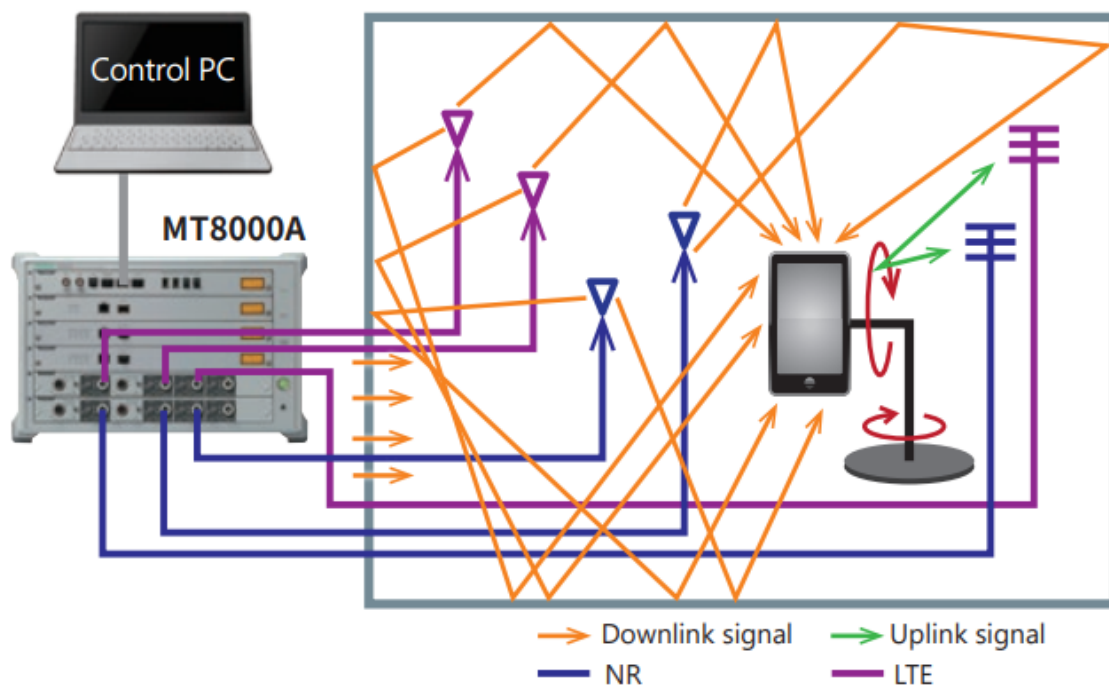 Control PC
MT8000A
Downlink signal
Uplink signal
NR
LTE